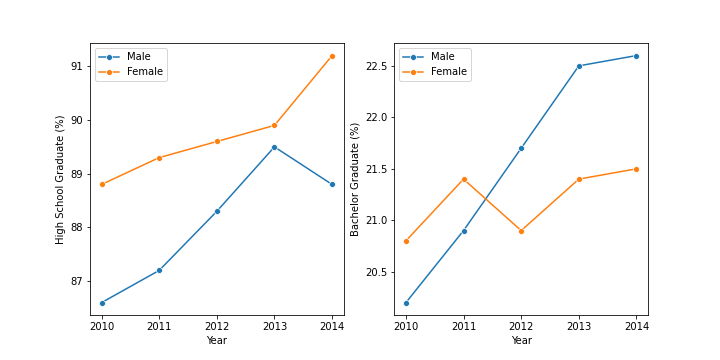 Male
Female
91
90
89
88
87
High School Graduate (%)
2010 2011 2012 2013 2014
Year
Male
Female
22.5
22.0
21.5
21.0
20.5
Bachelor Graduate (%)
2010 2011 2012 2013 2014
Year